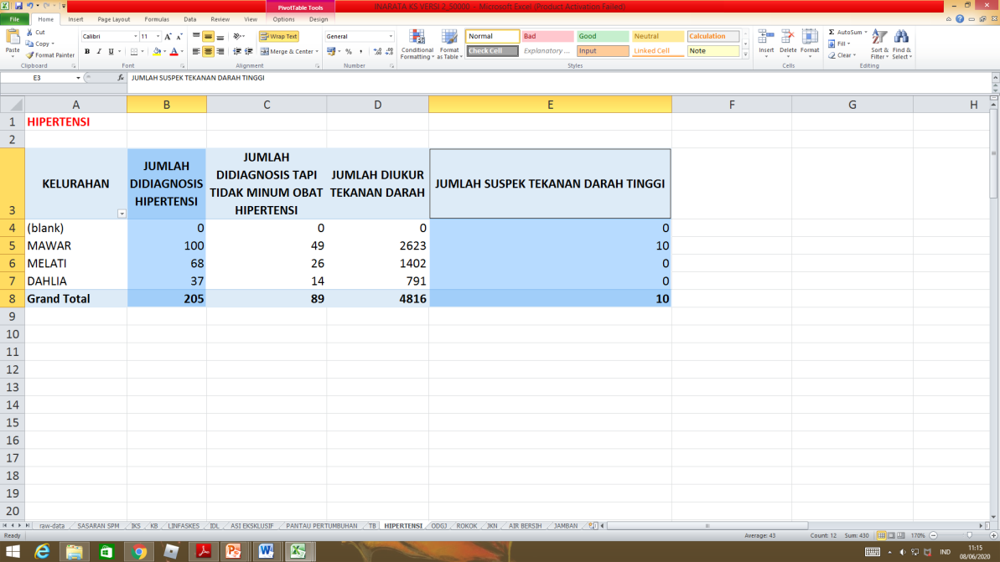 PivotTable Tools
INARATA KS VERSI 2_50000 - Microsoft Excel (Product Activation Failed)
File Home Insert Page Layout Formulas Data Review View Options Design
Cut
Copy
Format Painter
Paste
Clipboard
Calibri 11
B I U
Font
Wrap Text
Merge & Center
Alignment
General
%
Number
Conditional Formatting
Format as Table
Normal Bad Good Neutral Calculation
Check Cell Explanatory ... Input Linked Cell Note
Styles
Insert Delete Format
Cells
AutoSum
Fill
Clear
Sort & Filter
Find & Select
Editing
E3 fx JUMLAH SUSPEK TEKANAN DARAH TINGGI
A B C D E F G H
1 HIPERTENSI
2
3 KELURAHAN JUMLAH DIDIAGNOSIS HIPERTENSI JUMLAH DIDIAGNOSIS TAPI TIDAK MINUM OBAT HIPERTENSI JUMLAH DIUKUR TEKANAN DARAH JUMLAH SUSPEK TEKANAN DARAH TINGGI
4 (blank) 0 0 0 0
5 MAWAR 100 49 2623 10
6 MELATI 68 26 1402 0
7 DAHLIA 37 14 791 0
8 Grand Total 205 89 4816 10
9
10
11
12
13
14
15
16
17
18
19
20
raw-data SASARAN SPM IKS KB LINFASKES IDL ASI EKSKLUSIF PANTAU PERTUMBUHAN TB HIPERTENSI ODGJ ROKOK JKN AIR BERSIH JAMBAN
Ready Average: 43 Count: 12 Sum: 430 170%
IND
11:15
08/06/2020